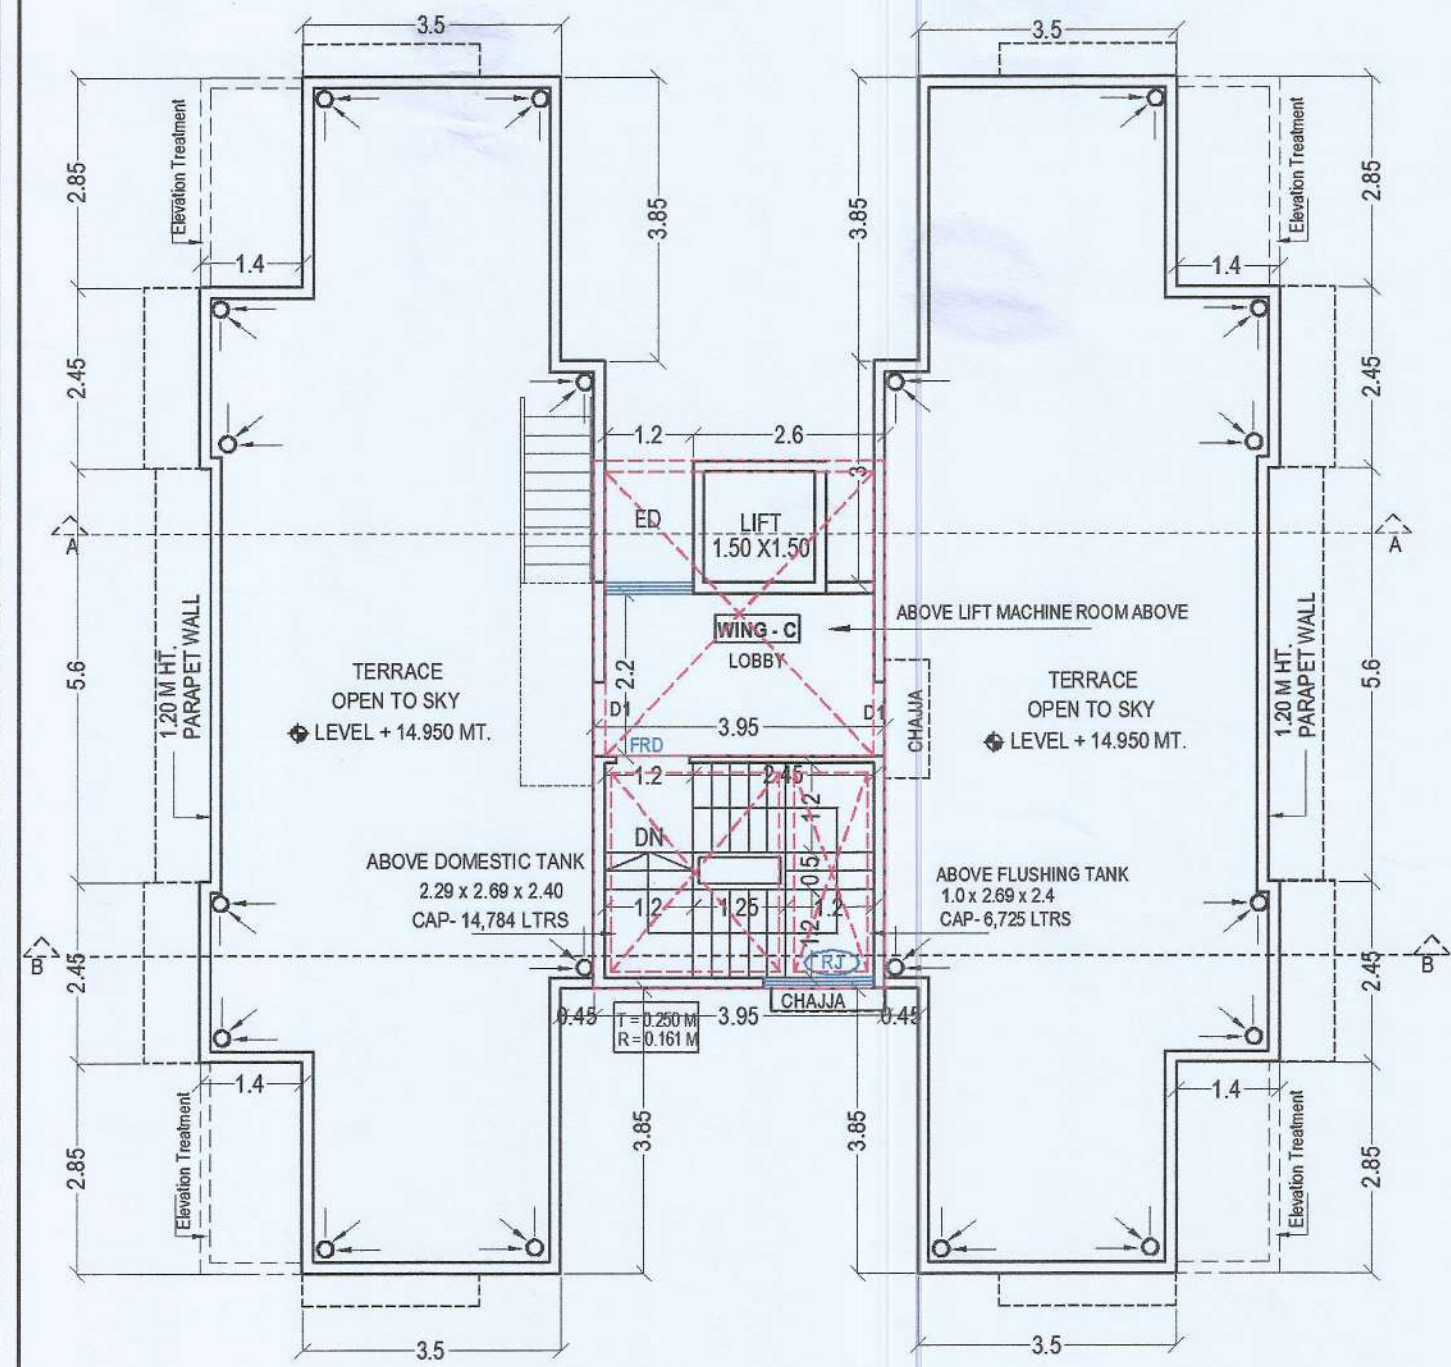 3.5
3.5
Elevation Treatment
Elevation Treatment
2.85
3.85
3.85
2.85
1.4
1.4
2.45
2.45
1.2
2.6
3
ED
LIFT
1.50 X1.50
A
A
WING - C
LOBBY
ABOVE LIFT MACHINE ROOM ABOVE
1.20 M HT.
PARAPET WALL
5.6
TERRACE
OPEN TO SKY
LEVEL + 14.950 MT.
2.2
D1
D1
3.95
FRD
CHAJJA
TERRACE
OPEN TO SKY
LEVEL + 14.950 MT.
1.20 M HT.
PARAPET WALL
5.6
1.2
2.45
1.2
DN
0.5
ABOVE DOMESTIC TANK
2.29 x 2.69 x 2.40
CAP- 14,784 LTRS
ABOVE FLUSHING TANK
1.0 x 2.69 x 2.4
CAP- 6,725 LTRS
1.2
1.25
1.2
1.2
RJ
B
B
2.45
2.45
CHAJJA
0.45
3.95
0.45
T = 0.250 M
R = 0.161 M
1.4
1.4
2.85
Elevation Treatment
3.85
3.85
Elevation Treatment
2.85
3.5
3.5